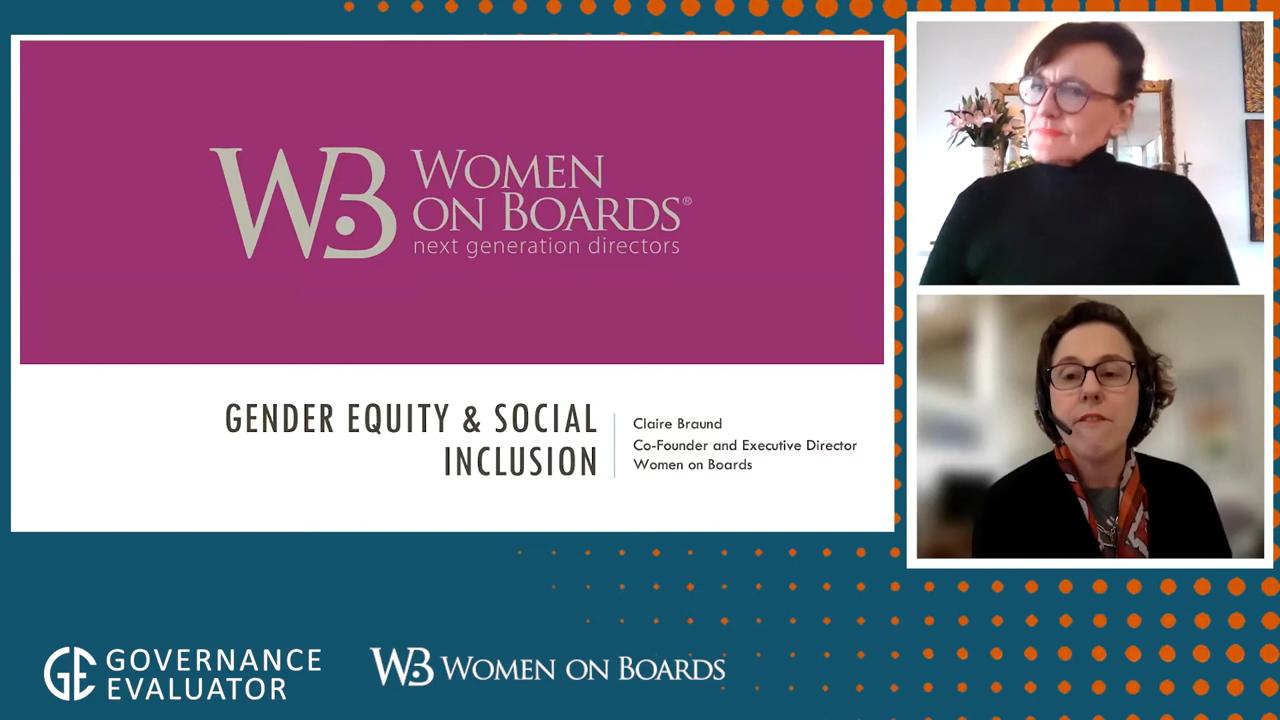 WB WOMEN
ON BOARDS®
next generation directors
GENDER EQUITY & SOCIAL
INCLUSION
Claire Braund
Co-Founder and Executive Director
Women on Boards
GE GOVERNANCE
EVALUATOR
WB WOMEN ON BOARDS